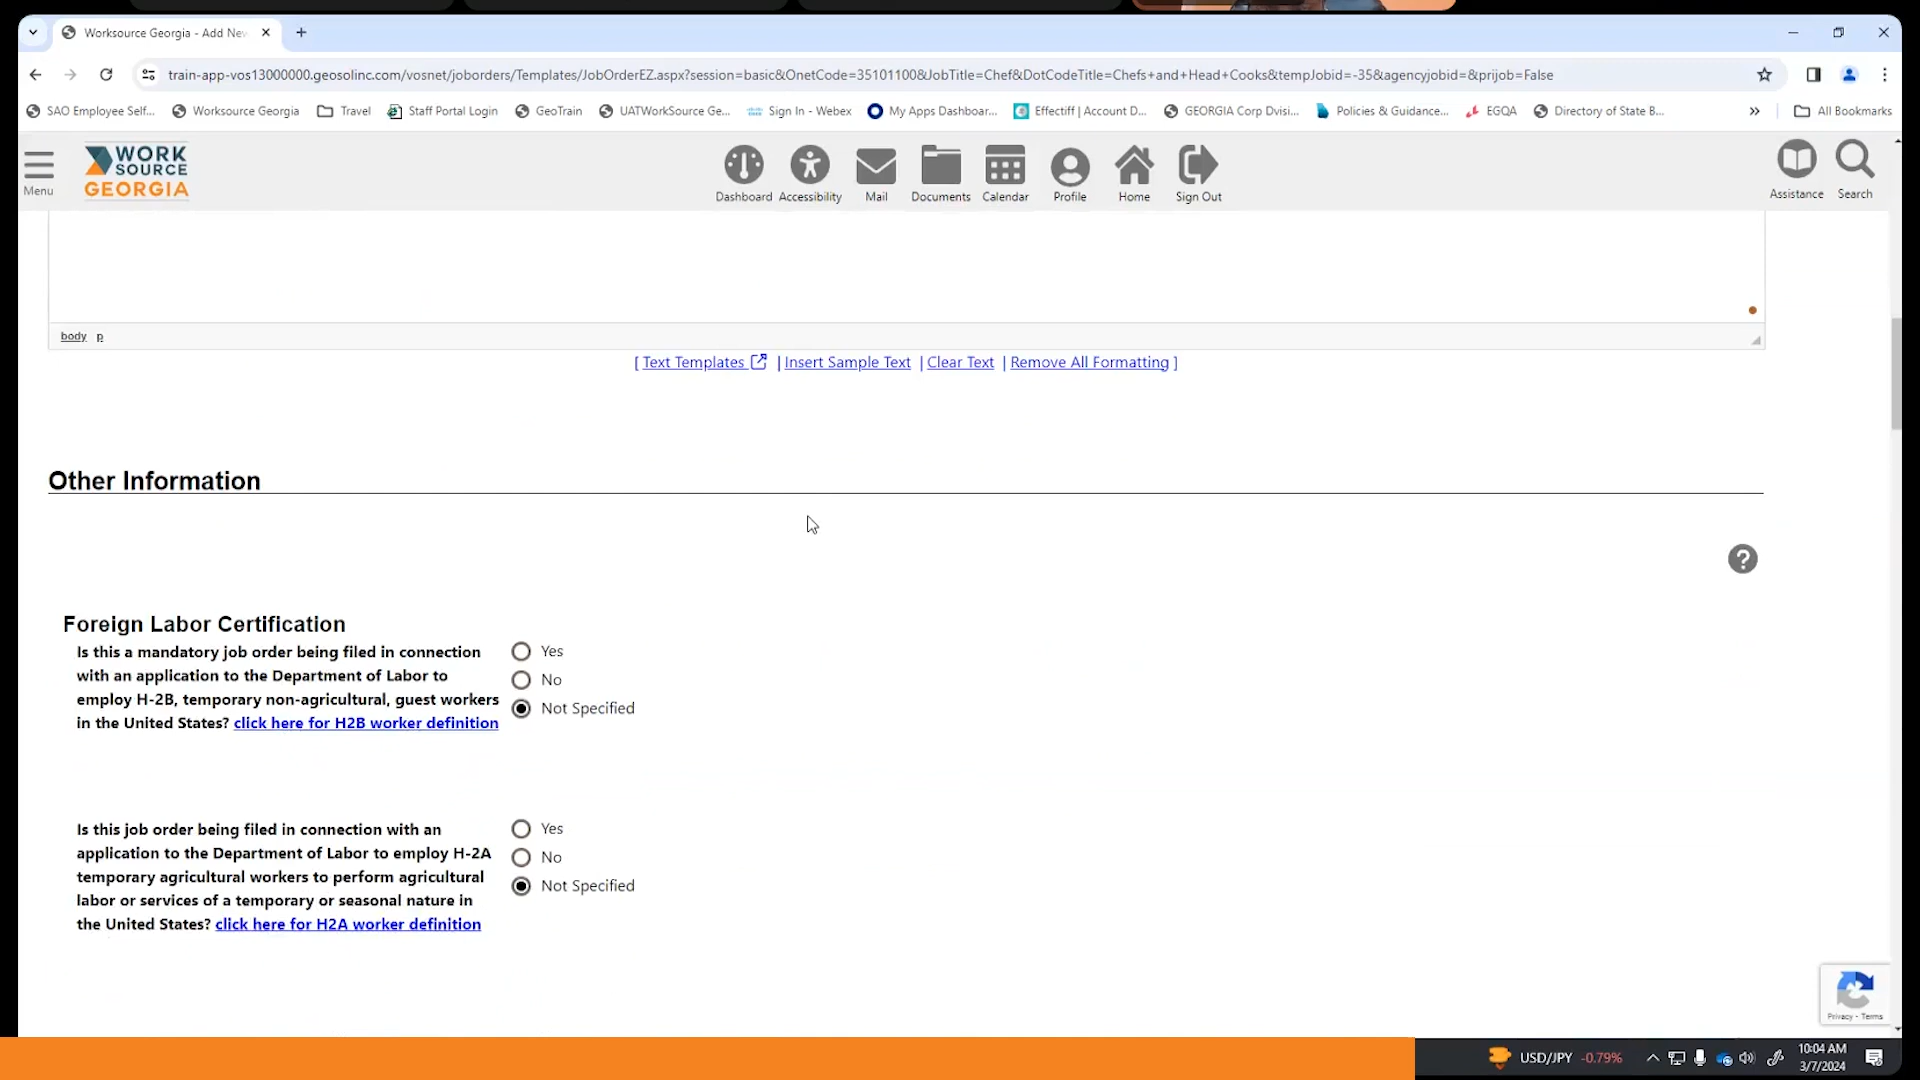 Worksource Georgia - Add Nev
train-app-vos13000000.geosolinc.com/vosnet/joborders/Templates/JobOrderEZ.aspx?session=basic&OnetCode=35101100&JobTitle=Chef&DotCodeTitle=Chefs+and+Head+Cooks&tempJobid=-35&agencyjobid=&prijob=False
SAO Employee Self... Worksource Georgia Travel Staff Portal Login GeoTrain UATWorkSource Ge... Sign In - Webex My Apps Dashboar... Effectiff | Account D... GEORGIA Corp Dvisi... Policies & Guidance... EGQA Directory of State B... » All Bookmarks
Menu
WORK
SOURCE
GEORGIA
Dashboard Accessibility Mail Documents Calendar Profile Home Sign Out
Assistance Search
body p
[ Text Templates | Insert Sample Text | Clear Text | Remove All Formatting ]
Other Information
?
Foreign Labor Certification
Is this a mandatory job order being filed in connection
with an application to the Department of Labor to
employ H-2B, temporary non-agricultural, guest workers
in the United States? click here for H2B worker definition
Yes
No
Not Specified
Is this job order being filed in connection with an
application to the Department of Labor to employ H-2A
temporary agricultural workers to perform agricultural
labor or services of a temporary or seasonal nature in
the United States? click here for H2A worker definition
Yes
No
Not Specified
Privacy - Terms
USD/JPY -0.79%
10:04 AM
3/7/2024